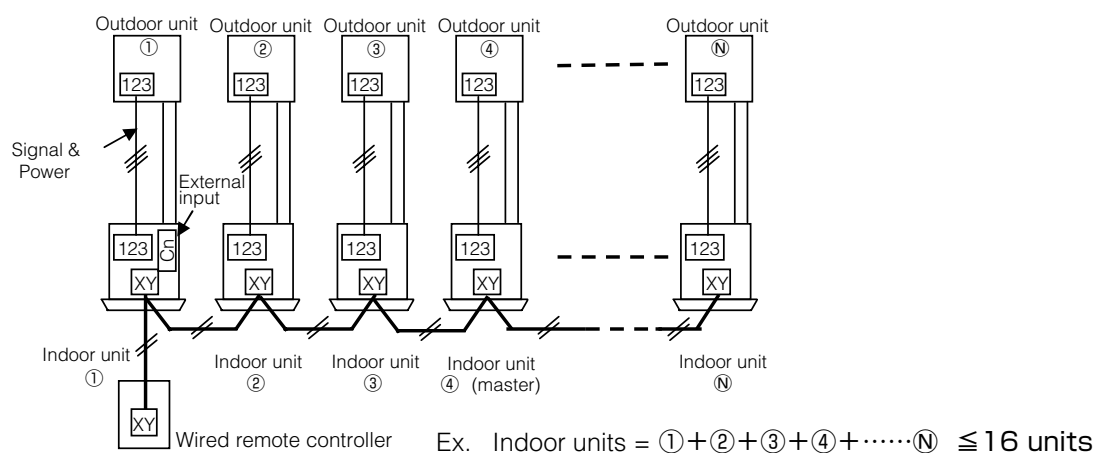 Outdoor unit Outdoor unit Outdoor unit Outdoor unit Outdoor unit
① ② ③ ④ Ⓝ
123 123 123 123 123
Signal &
Power
External
input
123 Cn 123 123 123 123
XY XY XY XY XY
Indoor unit Indoor unit Indoor unit Indoor unit Indoor unit
① ② ③ ④ (master) Ⓝ
XY
Wired remote controller Ex. Indoor units = ①+②+③+④+······Ⓝ ≦16 units